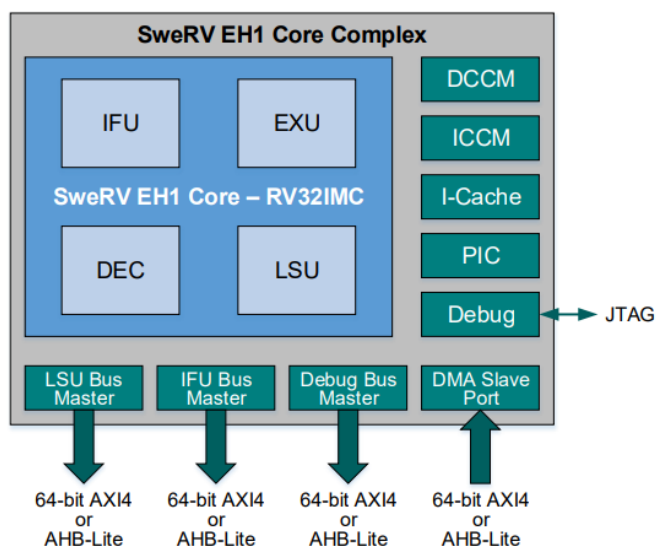 SweRV EH1 Core Complex
IFU
EXU
SweRV EH1 Core – RV32IMC
DEC
LSU
DCCM
ICCM
I-Cache
PIC
Debug
JTAG
LSU Bus
Master
IFU Bus
Master
Debug Bus
Master
DMA Slave
Port
64-bit AXI4
or
AHB-Lite
64-bit AXI4
or
AHB-Lite
64-bit AXI4
or
AHB-Lite
64-bit AXI4
or
AHB-Lite